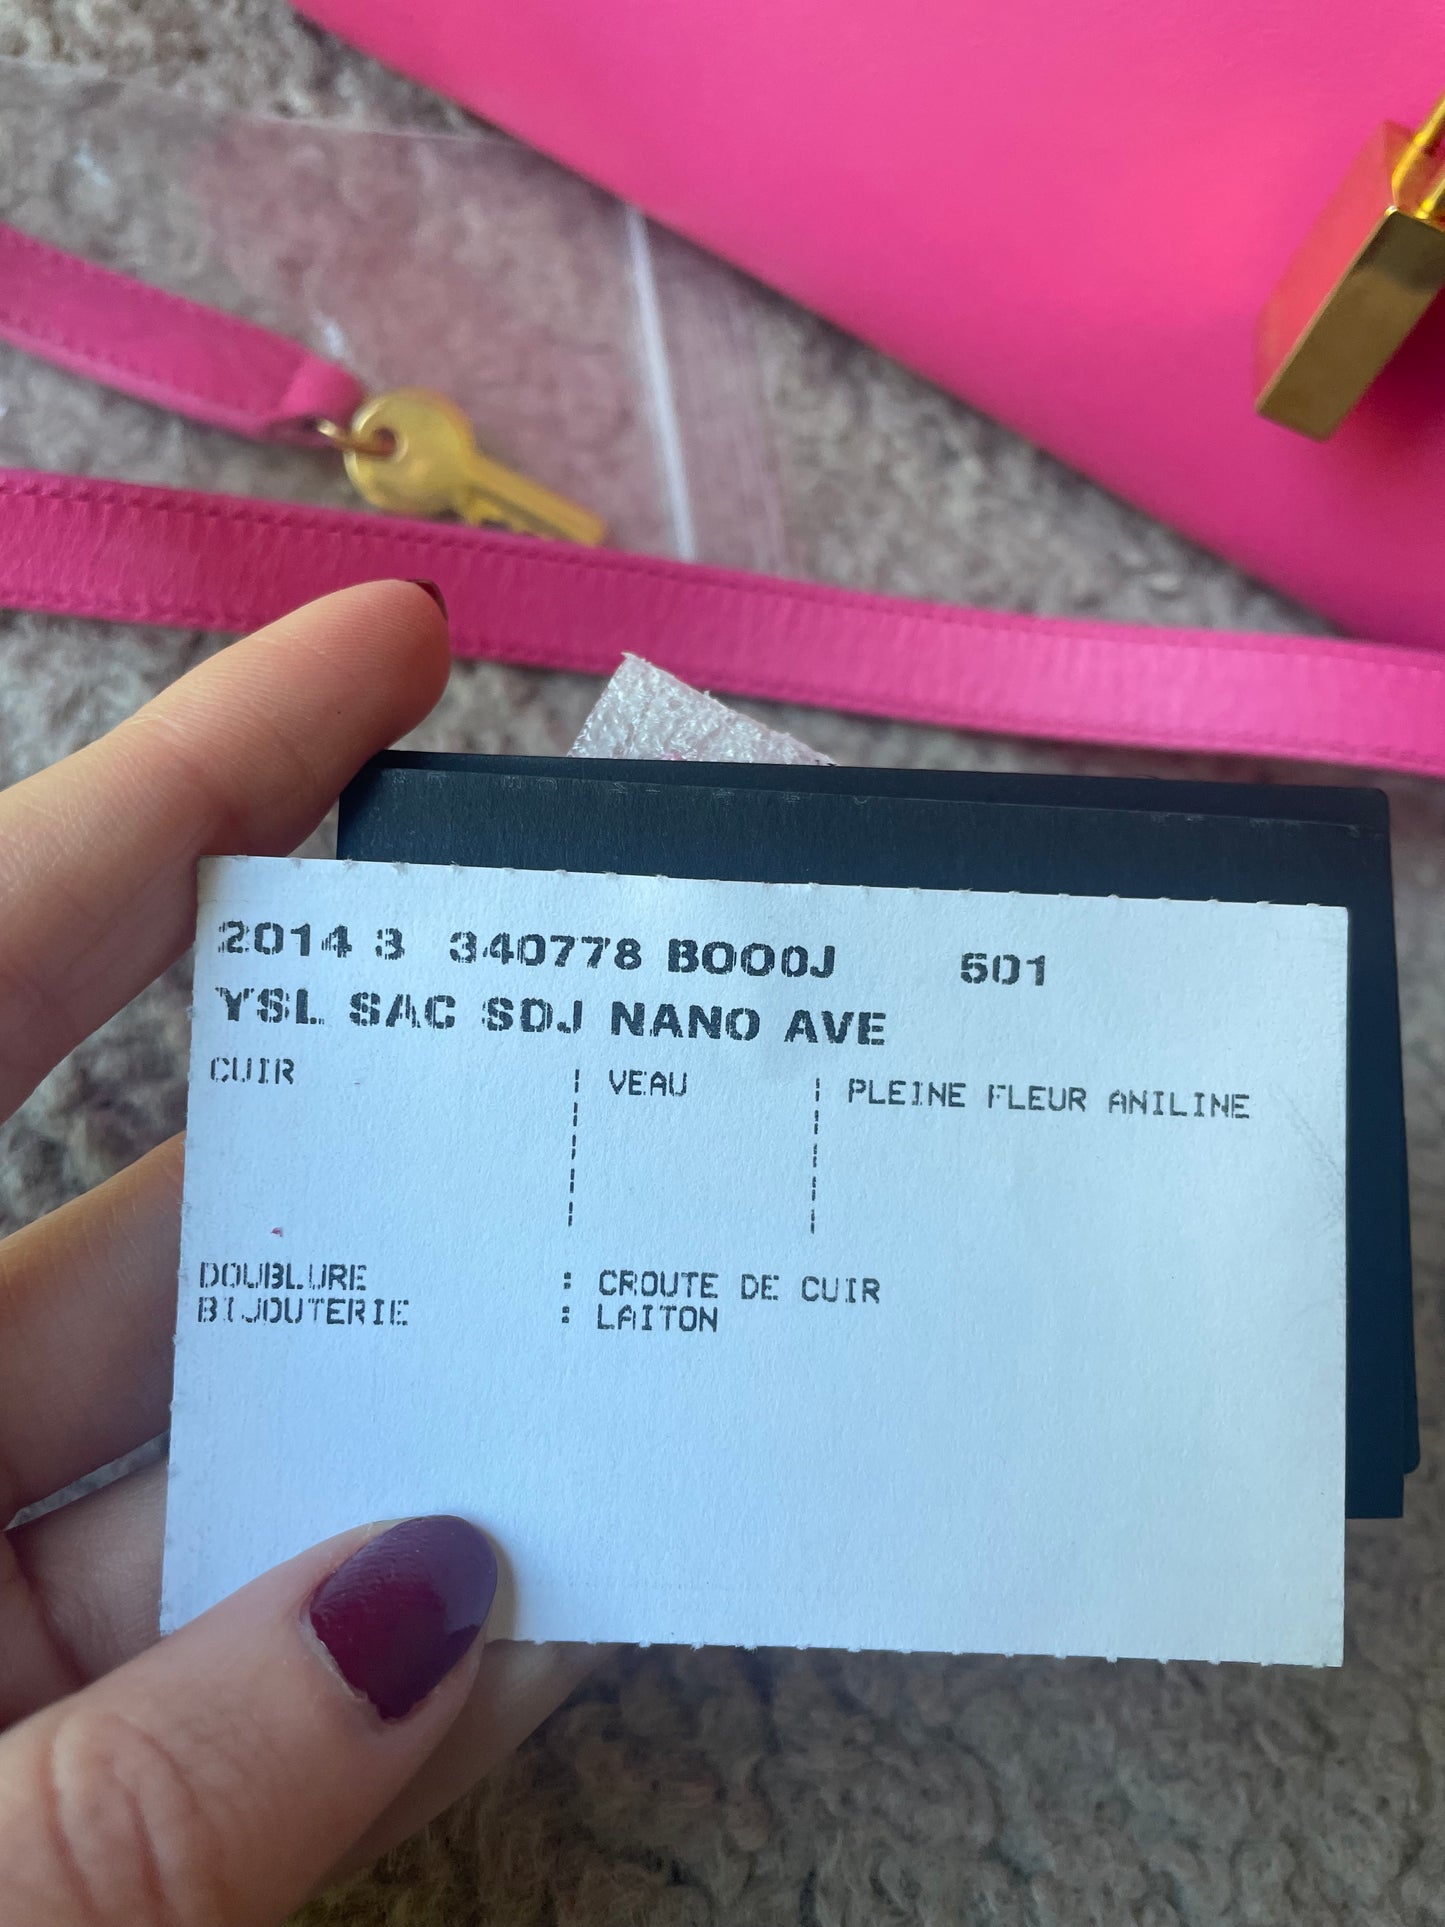 2014 3 340778 B000J 501
YSL SAC SDJ NANO AVE
CUIR ¦ VEAU ¦ PLEINE FLEUR ANILINE
DOUBLURE : CROUTE DE CUIR
BIJOUTERIE : LAITON